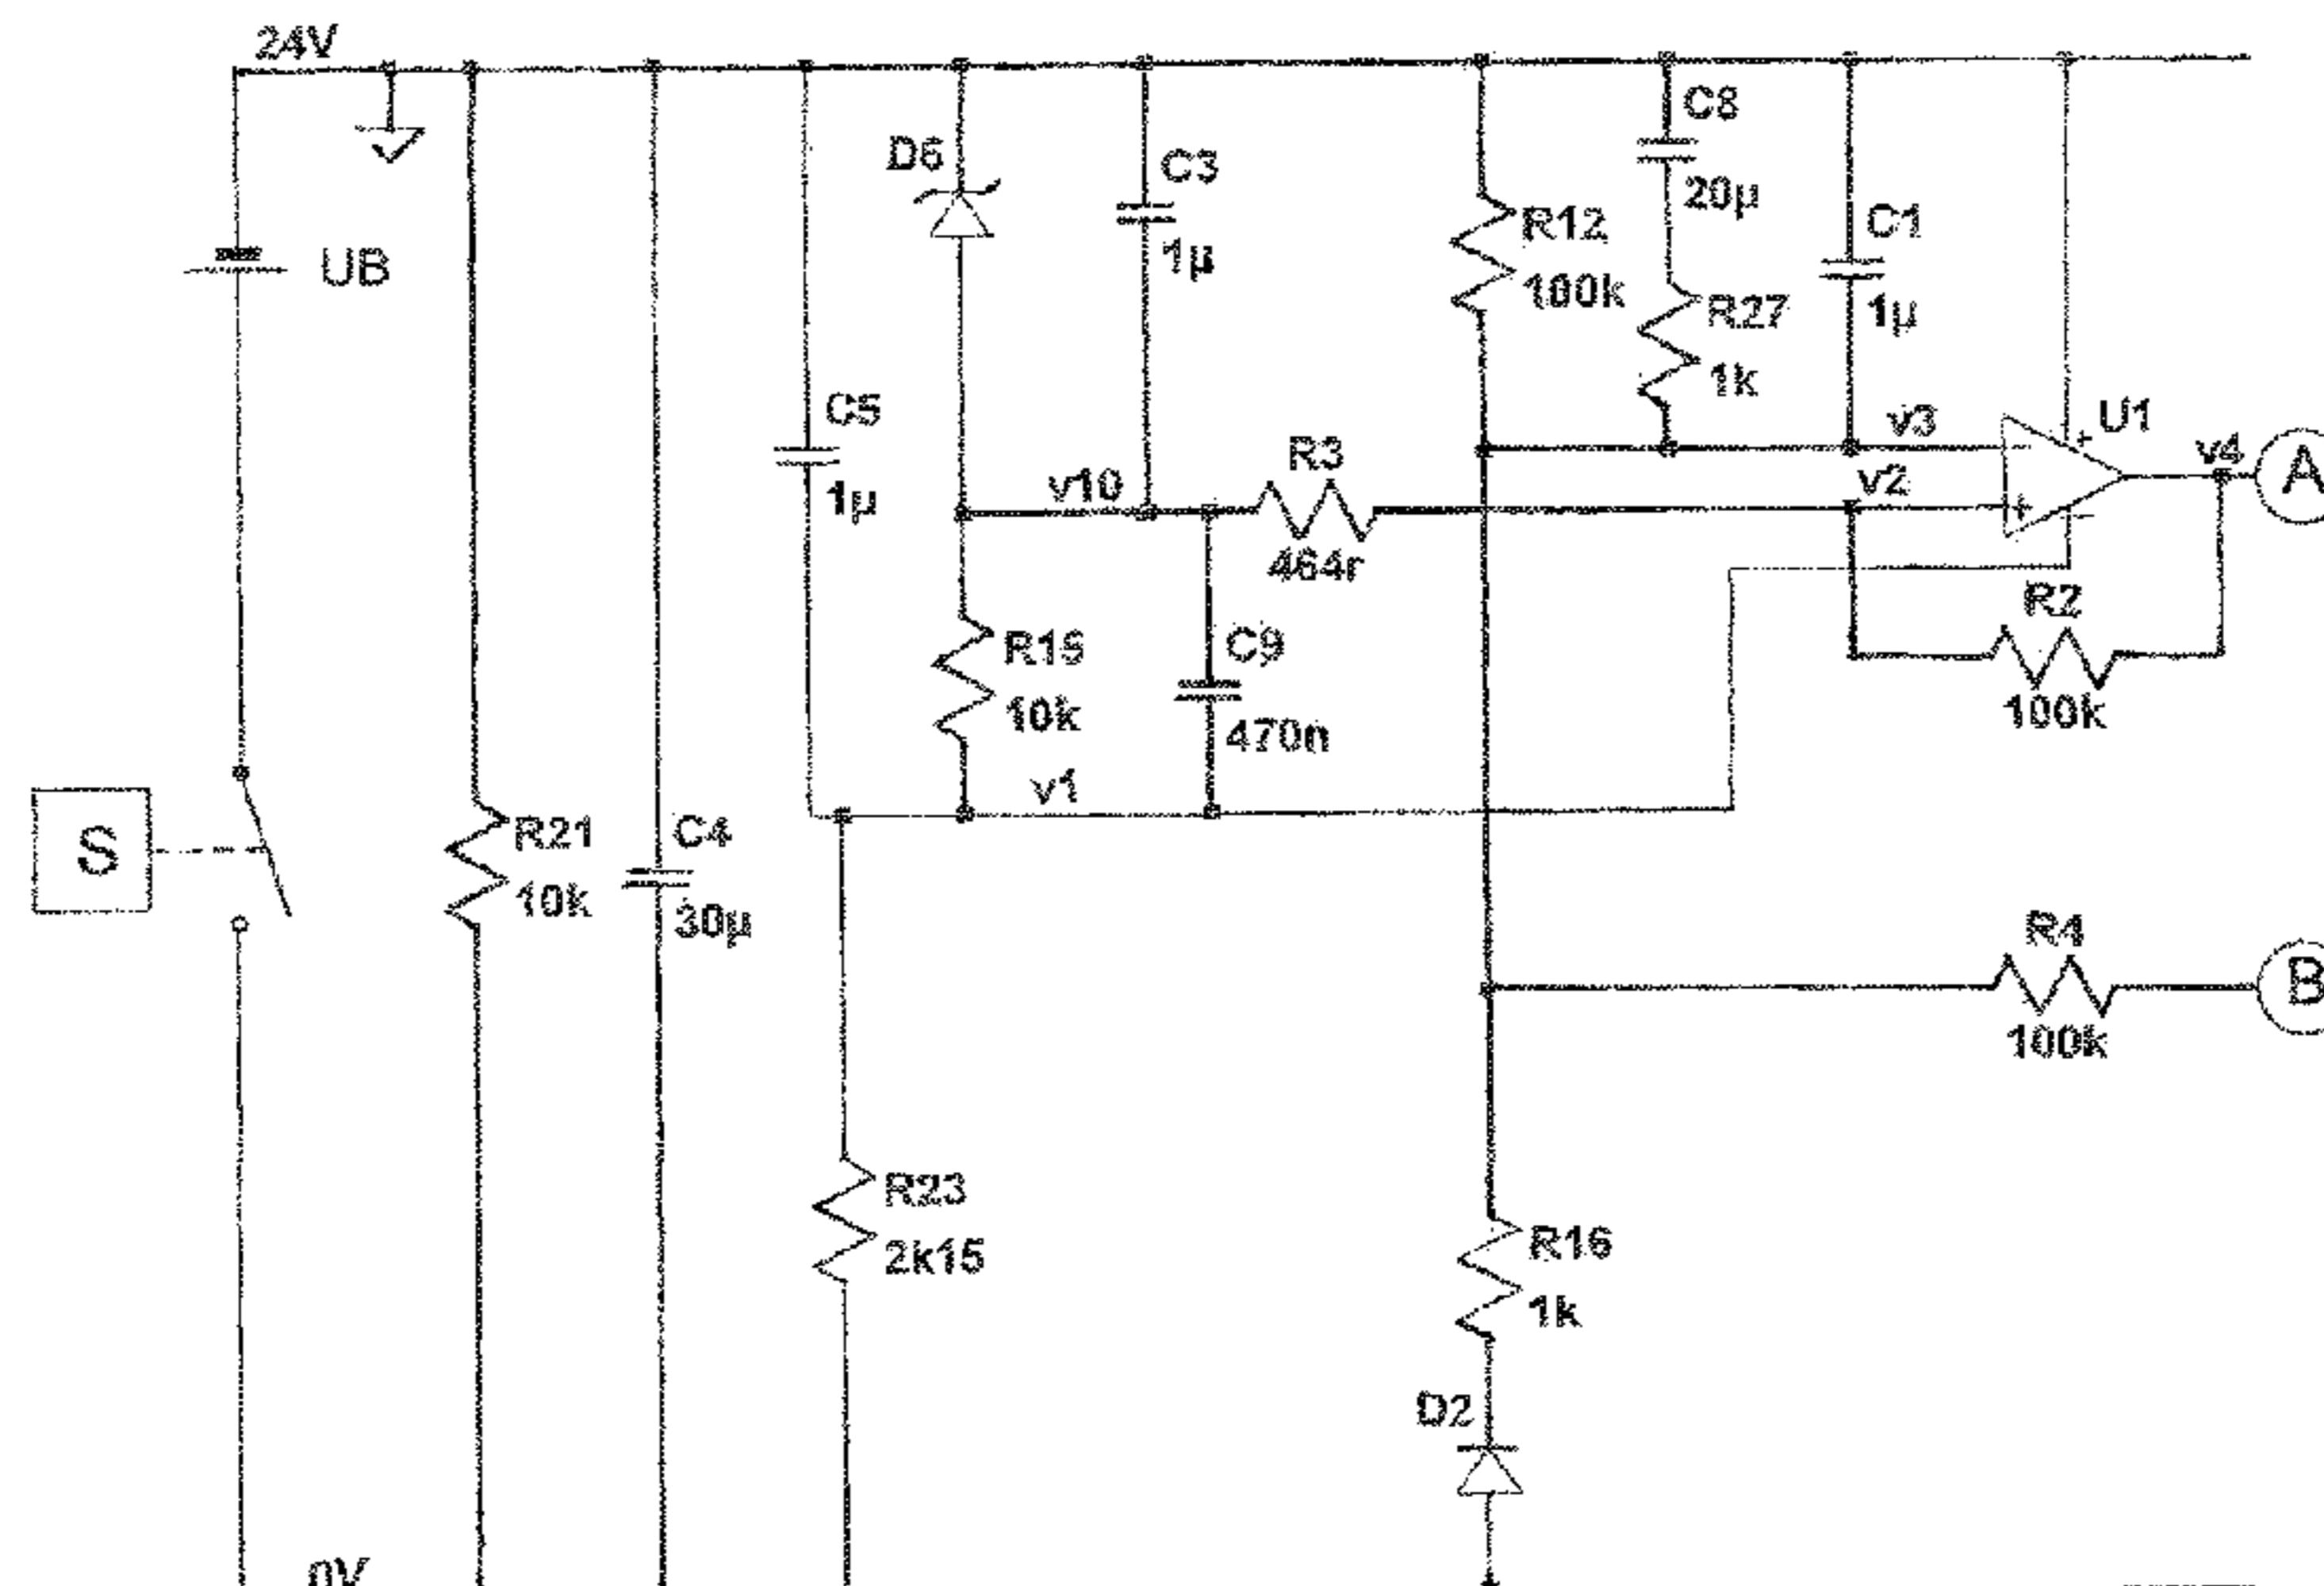 24V
UB
S
R21
10k
C4
30µ
C5
1µ
D6
v10
C3
1µ
R15
10k
C9
470n
v1
R3
464r
R23
2k15
R12
100k
C8
20µ
R27
1k
C1
1µ
v3
v2
U1
+
-
-
+
v4
A
R2
100k
R4
100k
B
R16
1k
D2
0V